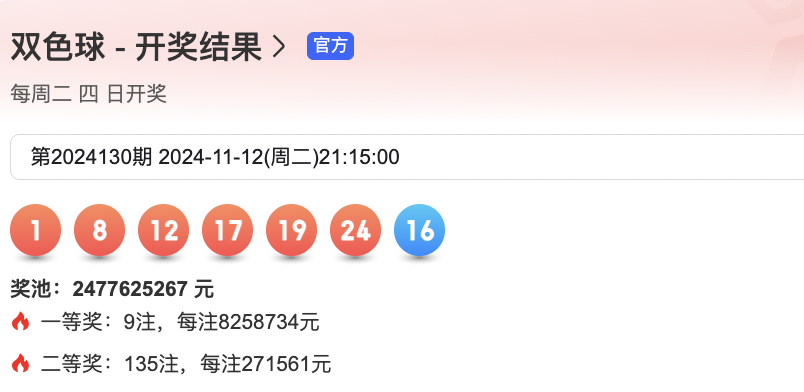 双色球 - 开奖结果 > 官方
每周二 四 日开奖
第2024130期 2024-11-12(周二)21:15:00
1 8 12 17 19 24 16
奖池：2477625267 元
一等奖：9注，每注8258734元
二等奖：135注，每注271561元